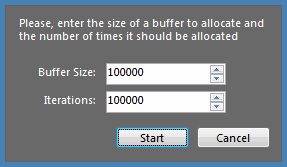 Please, enter the size of a buffer to allocate and
the number of times it should be allocated
Buffer Size: 100000
Iterations: 100000
Start Cancel